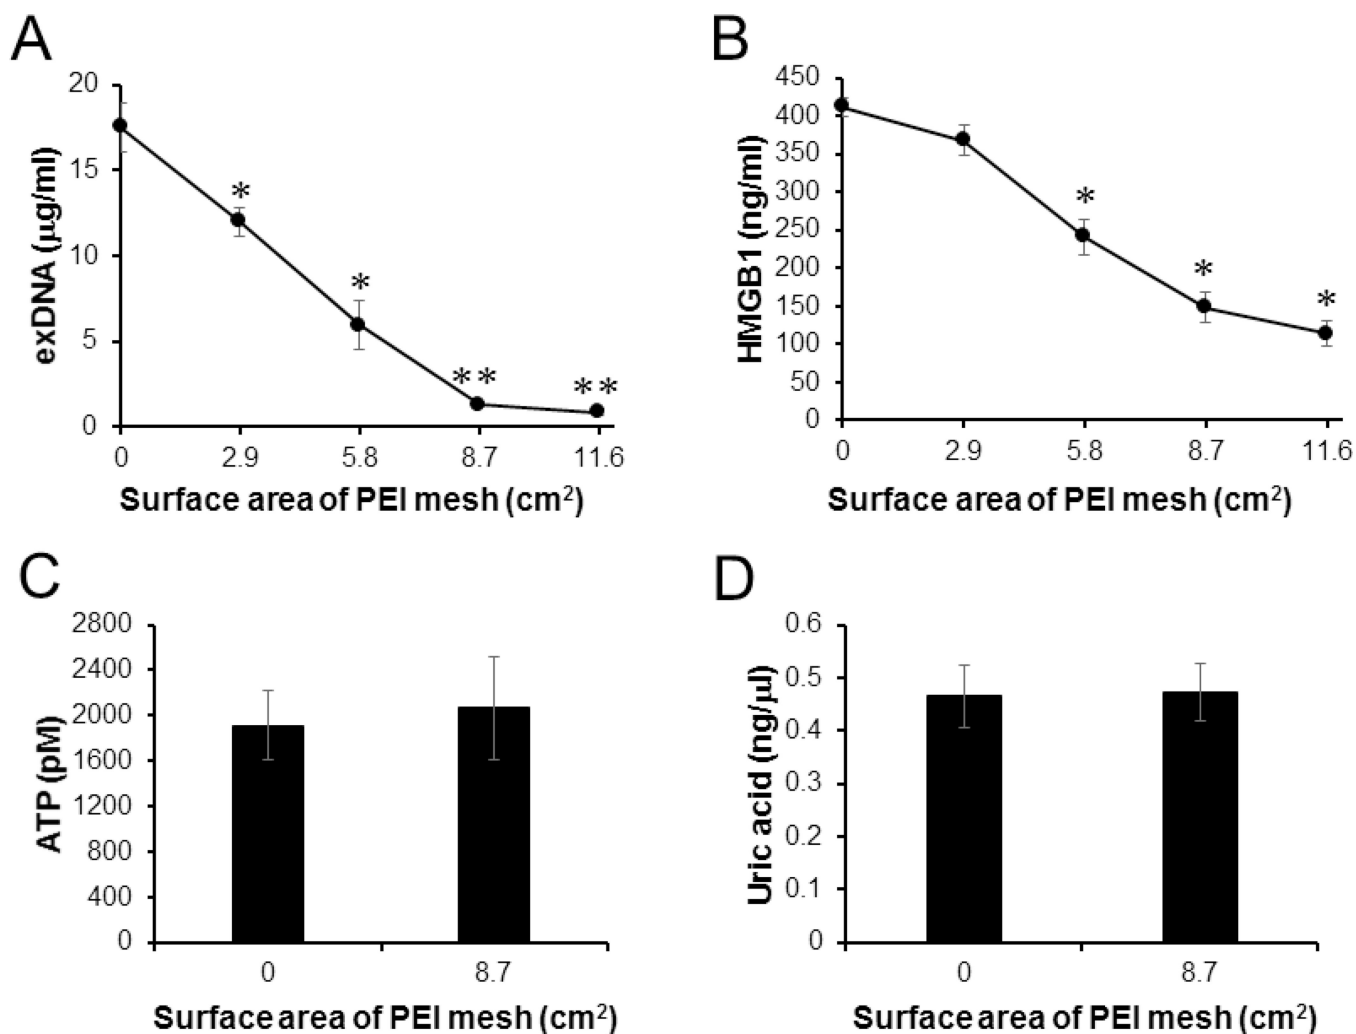 A
exDNA (μg/ml)
20
15
10
5
0
*
*
**
**
0 2.9 5.8 8.7 11.6
Surface area of PEI mesh (cm²)
B
HMGB1 (ng/ml)
450
400
350
300
250
200
150
100
50
0
*
*
*
0 2.9 5.8 8.7 11.6
Surface area of PEI mesh (cm²)
C
ATP (pM)
2800
2400
2000
1600
1200
800
400
0
0 8.7
Surface area of PEI mesh (cm²)
D
Uric acid (ng/μl)
0.6
0.5
0.4
0.3
0.2
0.1
0
0 8.7
Surface area of PEI mesh (cm²)